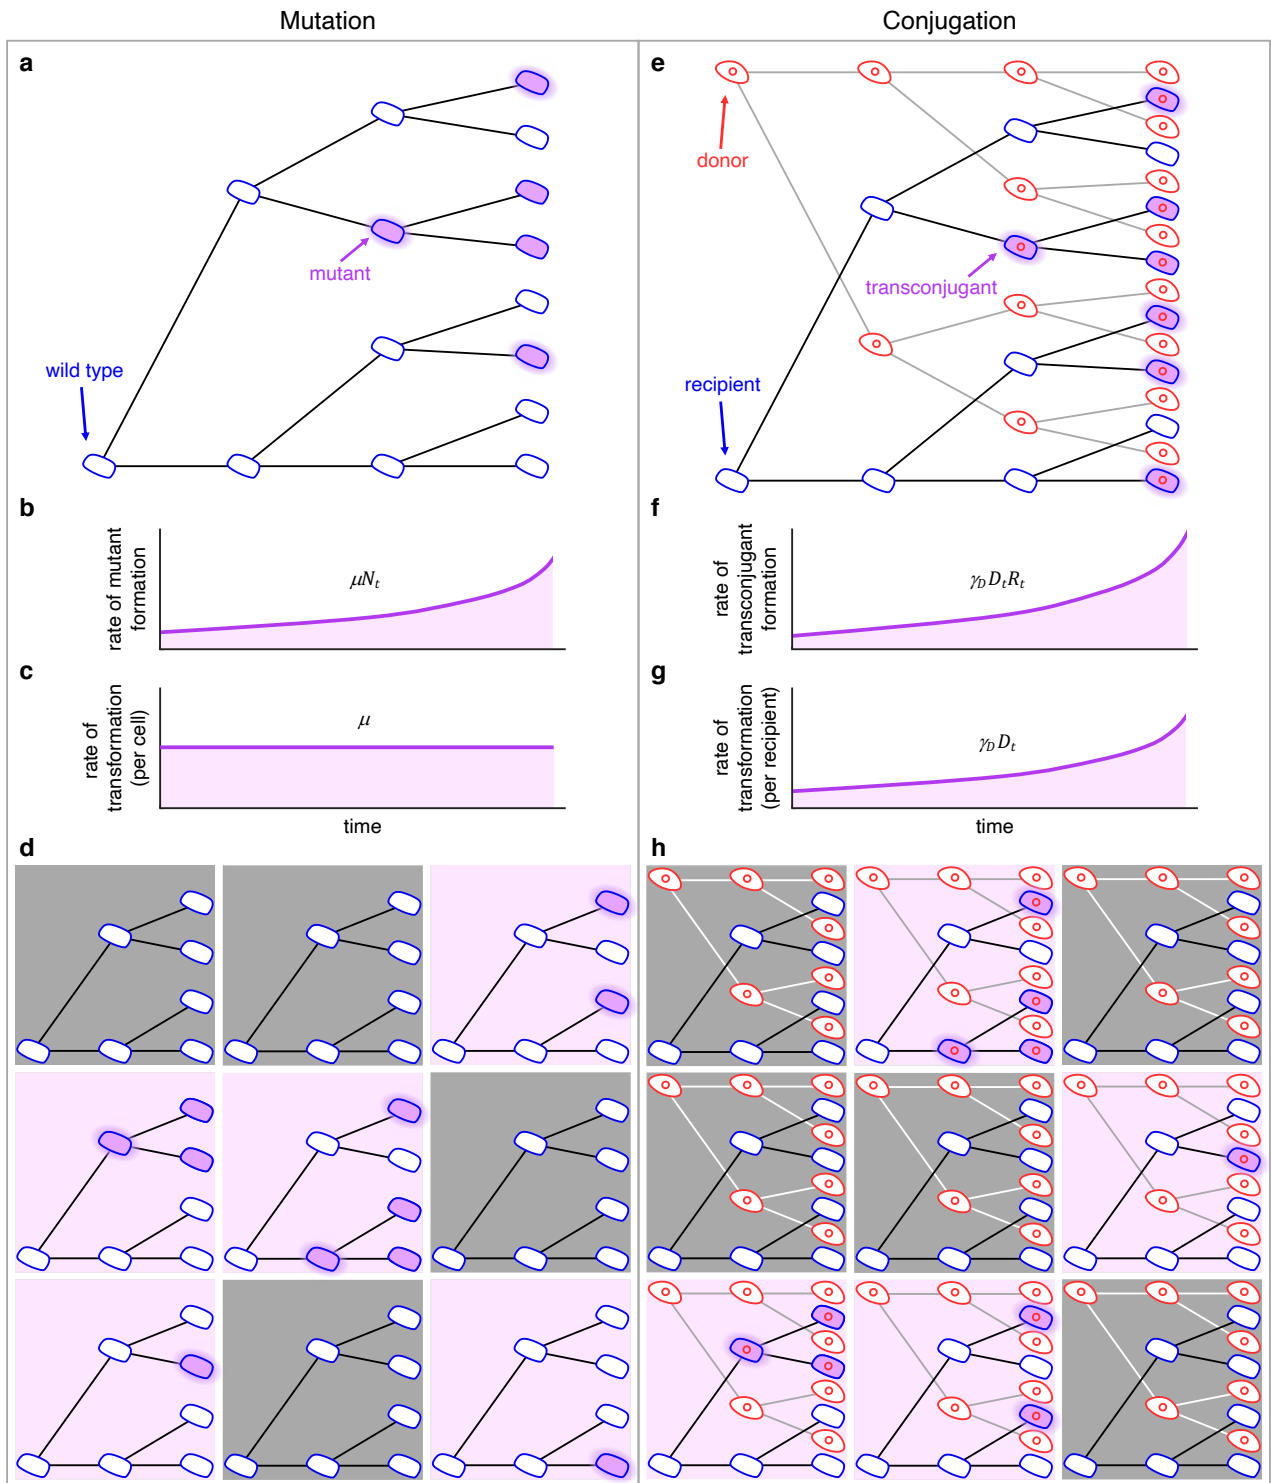 Mutation
Conjugation
a
mutant
wild type
b
rate of mutant
formation
μN_t
c
rate of
transformation
(per cell)
μ
time
d
e
donor
transconjugant
recipient
f
rate of
transconjugant
formation
γ_D D_t R_t
g
rate of
transformation
(per recipient)
γ_D D_t
time
h